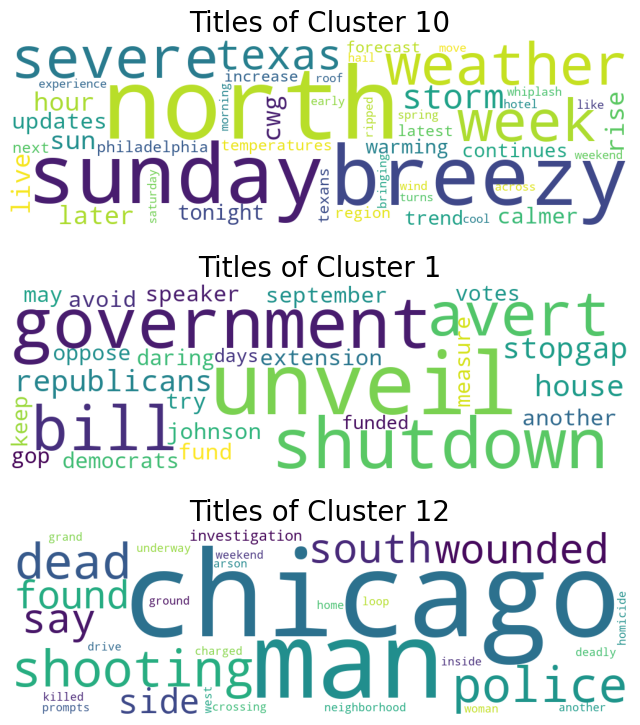 Titles of Cluster 10
severe texas forecast move weather
experience increase hail roof
north
hour morning cwg storm whiplash hotel like
updates sun early ripped spring latest week rise
next philadelphia temperatures warming continues weekend
live sunday texans bringing breezy
saturday wind across
later tonight region turns trend cool calmer
Titles of Cluster 1
may avoid speaker september votes
government avert
oppose daring days extension measure stopgap
republicans unveil house
keep bill try funded another
gop johnson fund shutdown
democrats
Titles of Cluster 12
grand investigation
underway weekend south wounded
dead arson
found chicago
say ground home loop homicide
drive
shooting charged man inside deadly
police
killed side west
prompts crossing neighborhood woman another